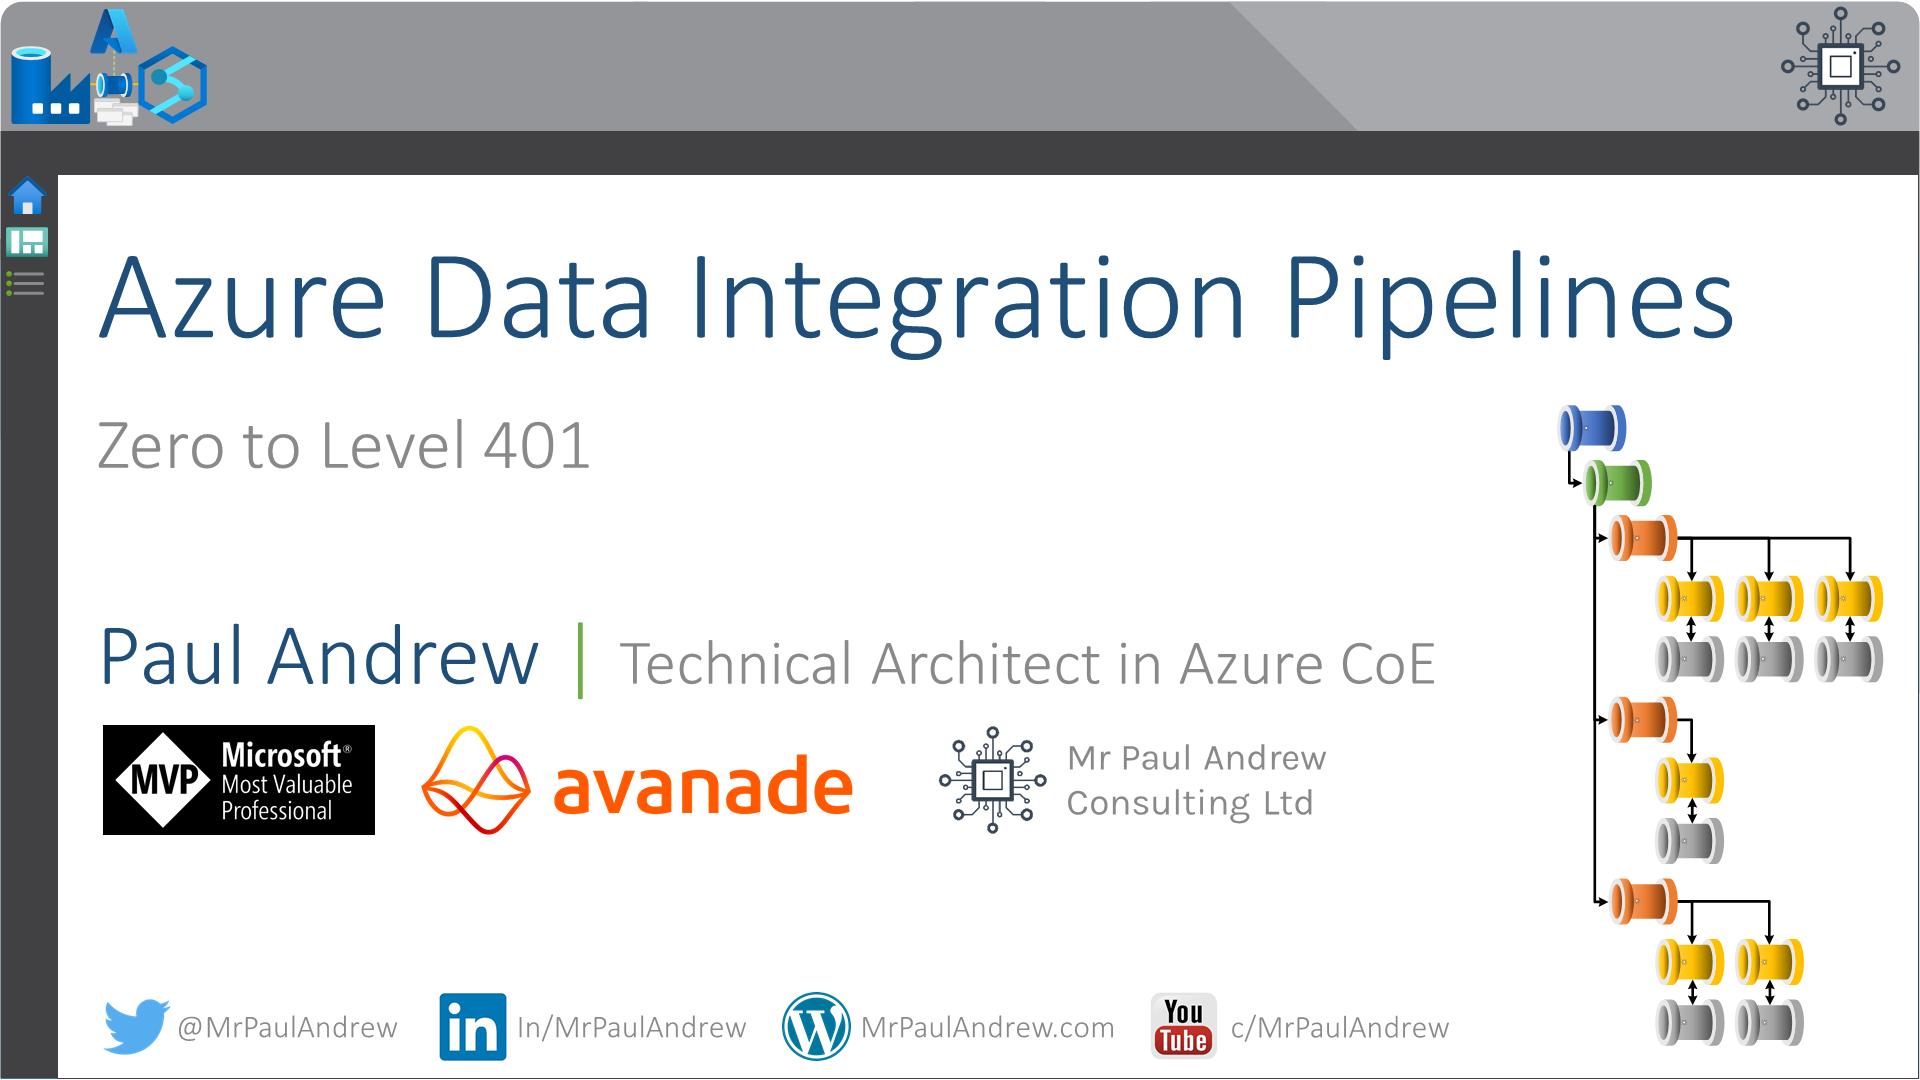 Azure Data Integration Pipelines
Zero to Level 401
Paul Andrew | Technical Architect in Azure CoE
MVP
Microsoft®
Most Valuable
Professional
avanade
Mr Paul Andrew
Consulting Ltd
@MrPaulAndrew
in In/MrPaulAndrew
W MrPaulAndrew.com
You
Tube
c/MrPaulAndrew